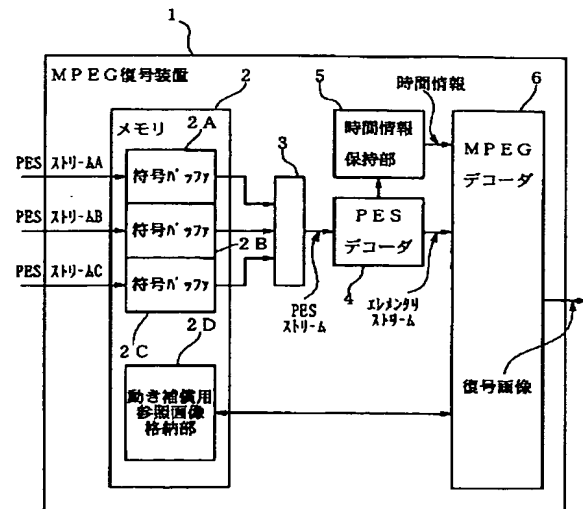 1
MPEG復号装置
2
メモリ
2A
PES ストリームA
符号バッファ
PES ストリームB
符号バッファ
2B
PES ストリームC
符号バッファ
2C
2D
動き補償用
参照画像
格納部
3
PES
ストリーム
5
時間情報
保持部
時間情報
PES
デコーダ
4
エレメンタリ
ストリーム
6
MPEG
デコーダ
復号画像